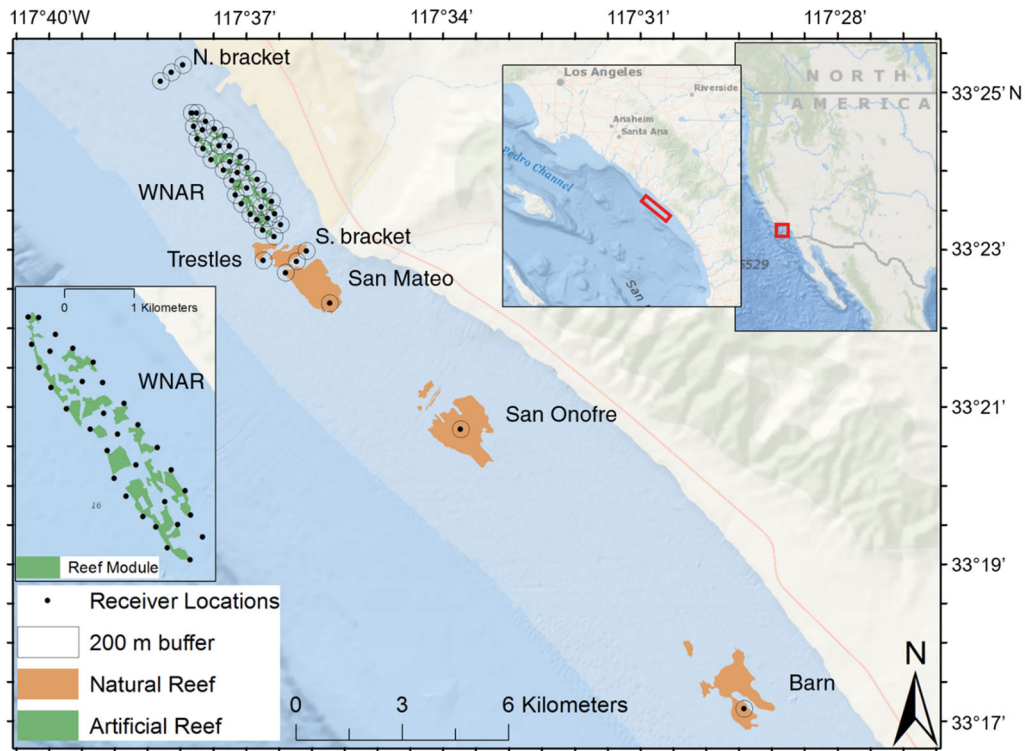 117°40'W 117°37' 117°34' 117°31' 117°28'
N. bracket
Los Angeles
Riverside
Anaheim
Santa Ana
Pedro Channel
San
NORTH
AMERICA
5529
33°25' N
WNAR
33°23'
S. bracket
Trestles
San Mateo
0 1 Kilometers
WNAR
16
Reef Module
33°21'
San Onofre
33°19'
Receiver Locations
200 m buffer
Natural Reef
Artificial Reef
0 3 6 Kilometers
Barn
N
33°17'